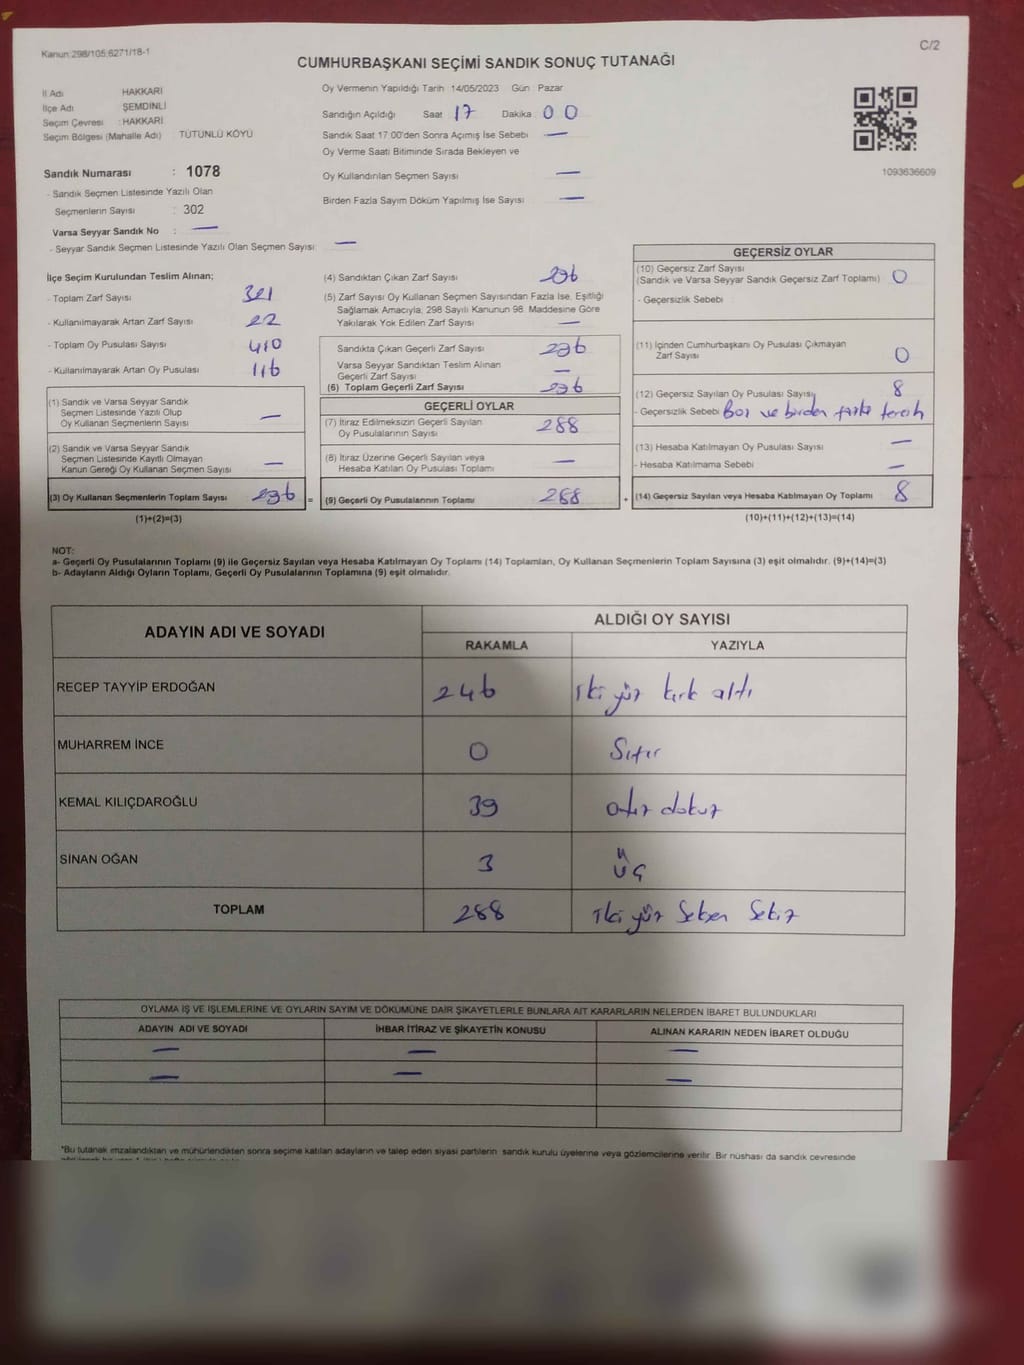 Kanun:298/105;6271/18-1
C/2
CUMHURBAŞKANI SEÇİMİ SANDIK SONUÇ TUTANAĞI
İl Adı HAKKARİ
İlçe Adı ŞEMDİNLİ
Seçim Çevresi : HAKKARİ
Seçim Bölgesi (Mahalle Adı) : TÜTÜNLÜ KÖYÜ
Sandık Numarası : 1078
- Sandık Seçmen Listesinde Yazılı Olan
Seçmenlerin Sayısı : 302
Varsa Seyyar Sandık No : —
- Seyyar Sandık Seçmen Listesinde Yazılı Olan Seçmen Sayısı: —
Oy Vermenin Yapıldığı Tarih 14/05/2023 Gün : Pazar
Sandığın Açıldığı Saat 17 Dakika 00
Sandık Saat 17:00'den Sonra Açımış İse Sebebi —
Oy Verme Saati Bitiminde Sırada Bekleyen ve
Oy Kullandırılan Seçmen Sayısı —
Birden Fazla Sayım Döküm Yapılmış İse Sayısı —
1093636609
İlçe Seçim Kurulundan Teslim Alınan;
- Toplam Zarf Sayısı 321
- Kullanılmayarak Artan Zarf Sayısı 22
- Toplam Oy Pusulası Sayısı 410
- Kullanılmayarak Artan Oy Pusulası 116
(1) Sandık ve Varsa Seyyar Sandık
Seçmen Listesinde Yazılı Olup
Oy Kullanan Seçmenlerin Sayısı —
(2) Sandık ve Varsa Seyyar Sandık
Seçmen Listesinde Kayıtlı Olmayan
Kanun Gereği Oy Kullanan Seçmen Sayısı —
(3) Oy Kullanan Seçmenlerin Toplam Sayısı 296 =
(1)+(2)=(3)
(4) Sandıktan Çıkan Zarf Sayısı 296
(5) Zarf Sayısı Oy Kullanan Seçmen Sayısından Fazla İse, Eşitliği
Sağlamak Amacıyla; 298 Sayılı Kanunun 98. Maddesine Göre
Yakılarak Yok Edilen Zarf Sayısı —
Sandıkta Çıkan Geçerli Zarf Sayısı 296
Varsa Seyyar Sandıktan Teslim Alınan
Geçerli Zarf Sayısı —
(6) Toplam Geçerli Zarf Sayısı 296
GEÇERLİ OYLAR
(7) İtiraz Edilmeksizin Geçerli Sayılan
Oy Pusulalarının Sayısı 288
(8) İtiraz Üzerine Geçerli Sayılan veya
Hesaba Katılan Oy Pusulası Toplamı —
(9) Geçerli Oy Pusulalarının Toplamı 288 +
GEÇERSİZ OYLAR
(10) Geçersiz Zarf Sayısı
(Sandık ve Varsa Seyyar Sandık Geçersiz Zarf Toplamı) 0
- Geçersizlik Sebebi
(11) İçinden Cumhurbaşkanı Oy Pusulası Çıkmayan
Zarf Sayısı 0
(12) Geçersiz Sayılan Oy Pusulası Sayısı 8
- Geçersizlik Sebebi Boş ve birden fazla tercih
(13) Hesaba Katılmayan Oy Pusulası Sayısı —
- Hesaba Katılmama Sebebi —
(14) Geçersiz Sayılan veya Hesaba Katılmayan Oy Toplamı 8
(10)+(11)+(12)+(13)=(14)
NOT:
a- Geçerli Oy Pusulalarının Toplamı (9) ile Geçersiz Sayılan veya Hesaba Katılmayan Oy Toplamı (14) Toplamları, Oy Kullanan Seçmenlerin Toplam Sayısına (3) eşit olmalıdır. (9)+(14)=(3)
b- Adayların Aldığı Oyların Toplamı, Geçerli Oy Pusulalarının Toplamına (9) eşit olmalıdır.
ADAYIN ADI VE SOYADI ALDIĞI OY SAYISI
RAKAMLA YAZIYLA
RECEP TAYYİP ERDOĞAN 246 iki yüz kırk altı
MUHARREM İNCE 0 Sıfır
KEMAL KILIÇDAROĞLU 39 otuz dokuz
SİNAN OĞAN 3 üç
TOPLAM 288 iki yüz Seksen Sekiz
OYLAMA İŞ VE İŞLEMLERİNE VE OYLARIN SAYIM VE DÖKÜMÜNE DAİR ŞİKAYETLERLE BUNLARA AİT KARARLARIN NELERDEN İBARET BULUNDUKLARI
ADAYIN ADI VE SOYADI İHBAR İTİRAZ VE ŞİKAYETİN KONUSU ALINAN KARARIN NEDEN İBARET OLDUĞU
— — —
— — —
*Bu tutanak imzalandıktan ve mühürlendikten sonra seçime katılan adayların ve talep eden siyasi partilerin sandık kurulu üyelerine veya gözlemcilerine verilir. Bir nüshası da sandık çevresinde